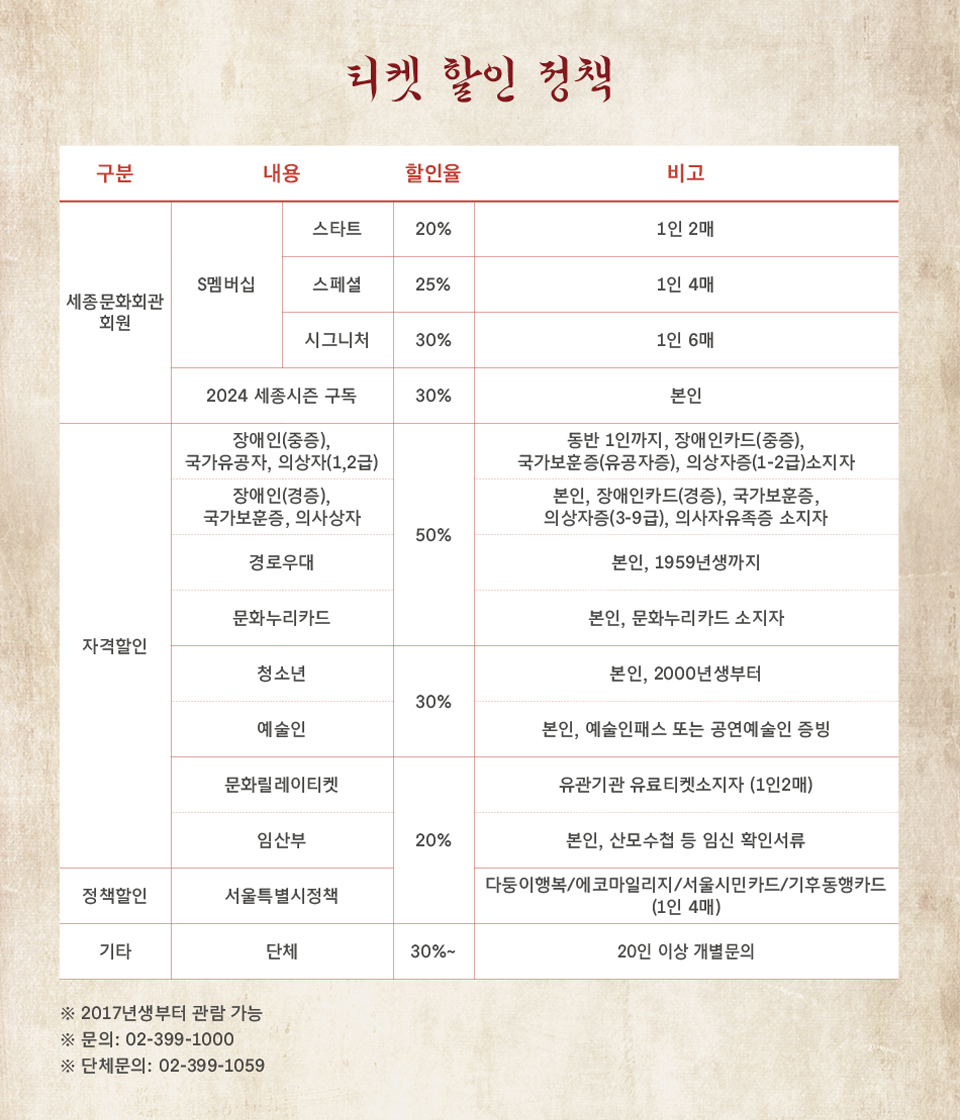 티켓 할인 정책
구분 내용 할인율 비고
세종문화회관
회원
S멤버십
스타트 20% 1인 2매
스페셜 25% 1인 4매
시그니처 30% 1인 6매
2024 세종시즌 구독 30% 본인
자격할인
장애인(중증),
국가유공자, 의상자(1,2급)
50%
동반 1인까지, 장애인카드(중증),
국가보훈증(유공자증), 의상자증(1-2급)소지자
장애인(경증),
국가보훈증, 의사상자
본인, 장애인카드(경증), 국가보훈증,
의상자증(3-9급), 의사자유족증 소지자
경로우대 본인, 1959년생까지
문화누리카드 본인, 문화누리카드 소지자
청소년 30% 본인, 2000년생부터
예술인 본인, 예술인패스 또는 공연예술인 증빙
문화릴레이티켓 20% 유관기관 유료티켓소지자 (1인2매)
임산부 본인, 산모수첩 등 임신 확인서류
정책할인 서울특별시정책
다둥이행복/에코마일리지/서울시민카드/기후동행카드
(1인 4매)
기타 단체 30%~ 20인 이상 개별문의
※ 2017년생부터 관람 가능
※ 문의: 02-399-1000
※ 단체문의: 02-399-1059